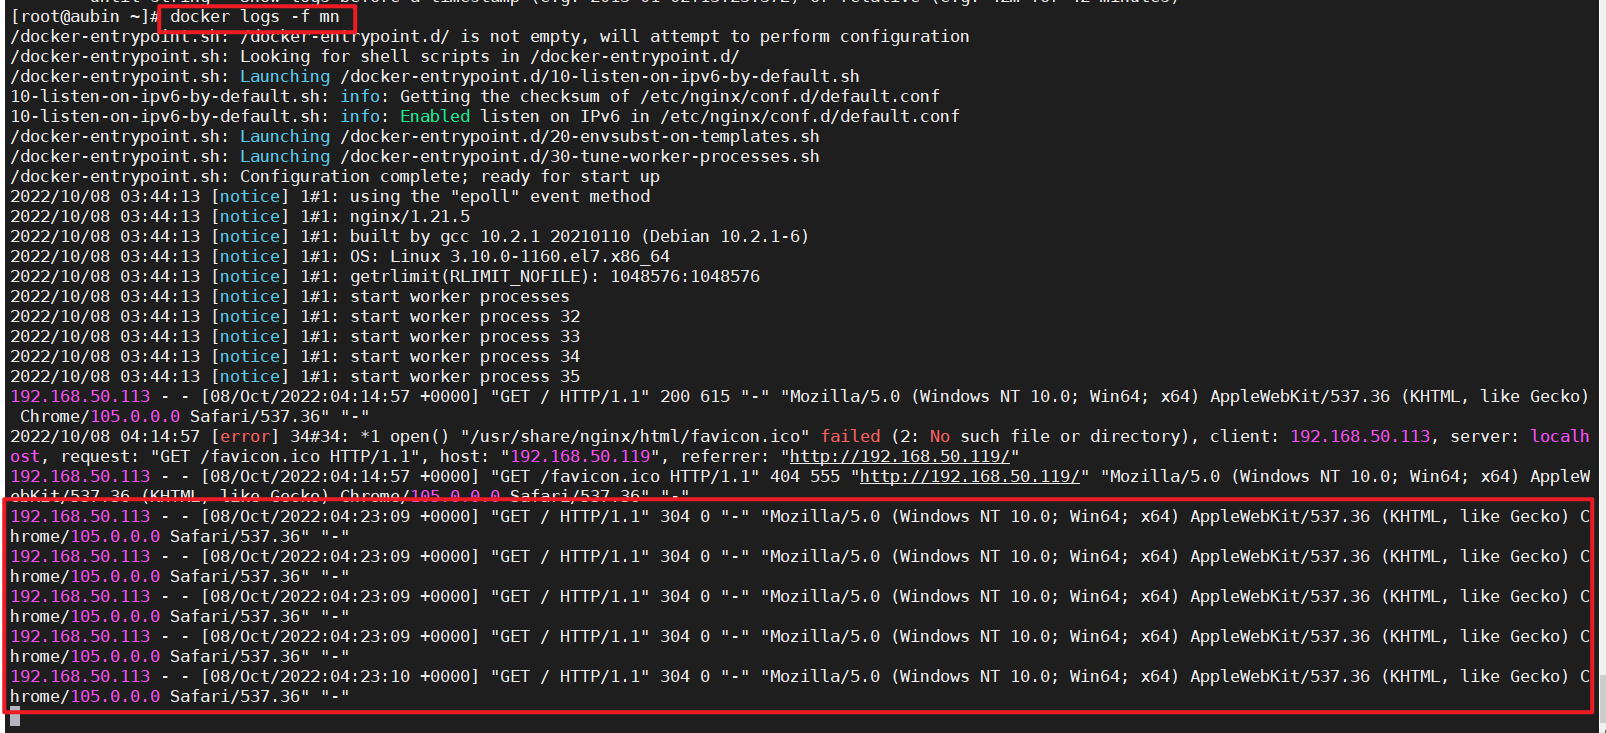 until string   Show logs before a timestamp (e.g. 2013-01-02T13:23:37Z) or relative (e.g. 42m for 42 minutes)
[root@aubin ~]# docker logs -f mn
/docker-entrypoint.sh: /docker-entrypoint.d/ is not empty, will attempt to perform configuration
/docker-entrypoint.sh: Looking for shell scripts in /docker-entrypoint.d/
/docker-entrypoint.sh: Launching /docker-entrypoint.d/10-listen-on-ipv6-by-default.sh
10-listen-on-ipv6-by-default.sh: info: Getting the checksum of /etc/nginx/conf.d/default.conf
10-listen-on-ipv6-by-default.sh: info: Enabled listen on IPv6 in /etc/nginx/conf.d/default.conf
/docker-entrypoint.sh: Launching /docker-entrypoint.d/20-envsubst-on-templates.sh
/docker-entrypoint.sh: Launching /docker-entrypoint.d/30-tune-worker-processes.sh
/docker-entrypoint.sh: Configuration complete; ready for start up
2022/10/08 03:44:13 [notice] 1#1: using the "epoll" event method
2022/10/08 03:44:13 [notice] 1#1: nginx/1.21.5
2022/10/08 03:44:13 [notice] 1#1: built by gcc 10.2.1 20210110 (Debian 10.2.1-6)
2022/10/08 03:44:13 [notice] 1#1: OS: Linux 3.10.0-1160.el7.x86_64
2022/10/08 03:44:13 [notice] 1#1: getrlimit(RLIMIT_NOFILE): 1048576:1048576
2022/10/08 03:44:13 [notice] 1#1: start worker processes
2022/10/08 03:44:13 [notice] 1#1: start worker process 32
2022/10/08 03:44:13 [notice] 1#1: start worker process 33
2022/10/08 03:44:13 [notice] 1#1: start worker process 34
2022/10/08 03:44:13 [notice] 1#1: start worker process 35
192.168.50.113 - - [08/Oct/2022:04:14:57 +0000] "GET / HTTP/1.1" 200 615 "-" "Mozilla/5.0 (Windows NT 10.0; Win64; x64) AppleWebKit/537.36 (KHTML, like Gecko)
 Chrome/105.0.0.0 Safari/537.36" "-"
2022/10/08 04:14:57 [error] 34#34: *1 open() "/usr/share/nginx/html/favicon.ico" failed (2: No such file or directory), client: 192.168.50.113, server: localh
ost, request: "GET /favicon.ico HTTP/1.1", host: "192.168.50.119", referrer: "http://192.168.50.119/"
192.168.50.113 - - [08/Oct/2022:04:14:57 +0000] "GET /favicon.ico HTTP/1.1" 404 555 "http://192.168.50.119/" "Mozilla/5.0 (Windows NT 10.0; Win64; x64) AppleW
ebKit/537.36 (KHTML, like Gecko) Chrome/105.0.0.0 Safari/537.36" "-"
192.168.50.113 - - [08/Oct/2022:04:23:09 +0000] "GET / HTTP/1.1" 304 0 "-" "Mozilla/5.0 (Windows NT 10.0; Win64; x64) AppleWebKit/537.36 (KHTML, like Gecko) C
hrome/105.0.0.0 Safari/537.36" "-"
192.168.50.113 - - [08/Oct/2022:04:23:09 +0000] "GET / HTTP/1.1" 304 0 "-" "Mozilla/5.0 (Windows NT 10.0; Win64; x64) AppleWebKit/537.36 (KHTML, like Gecko) C
hrome/105.0.0.0 Safari/537.36" "-"
192.168.50.113 - - [08/Oct/2022:04:23:09 +0000] "GET / HTTP/1.1" 304 0 "-" "Mozilla/5.0 (Windows NT 10.0; Win64; x64) AppleWebKit/537.36 (KHTML, like Gecko) C
hrome/105.0.0.0 Safari/537.36" "-"
192.168.50.113 - - [08/Oct/2022:04:23:09 +0000] "GET / HTTP/1.1" 304 0 "-" "Mozilla/5.0 (Windows NT 10.0; Win64; x64) AppleWebKit/537.36 (KHTML, like Gecko) C
hrome/105.0.0.0 Safari/537.36" "-"
192.168.50.113 - - [08/Oct/2022:04:23:10 +0000] "GET / HTTP/1.1" 304 0 "-" "Mozilla/5.0 (Windows NT 10.0; Win64; x64) AppleWebKit/537.36 (KHTML, like Gecko) C
hrome/105.0.0.0 Safari/537.36" "-"